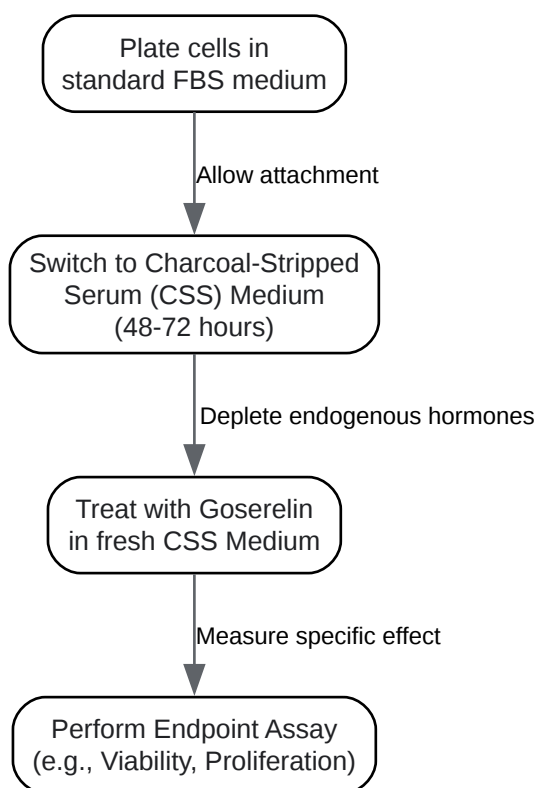 Plate cells in
standard FBS medium
Allow attachment
Switch to Charcoal-Stripped
Serum (CSS) Medium
(48-72 hours)
Deplete endogenous hormones
Treat with Goserelin
in fresh CSS Medium
Measure specific effect
Perform Endpoint Assay
(e.g., Viability, Proliferation)